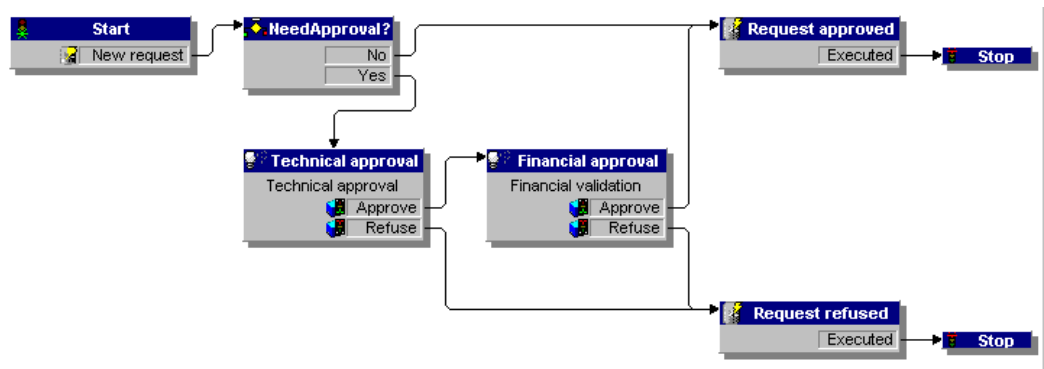 Start
New request
NeedApproval?
No
Yes
Request approved
Executed
Stop
Technical approval
Technical approval
Approve
Refuse
Financial approval
Financial validation
Approve
Refuse
Request refused
Executed
Stop